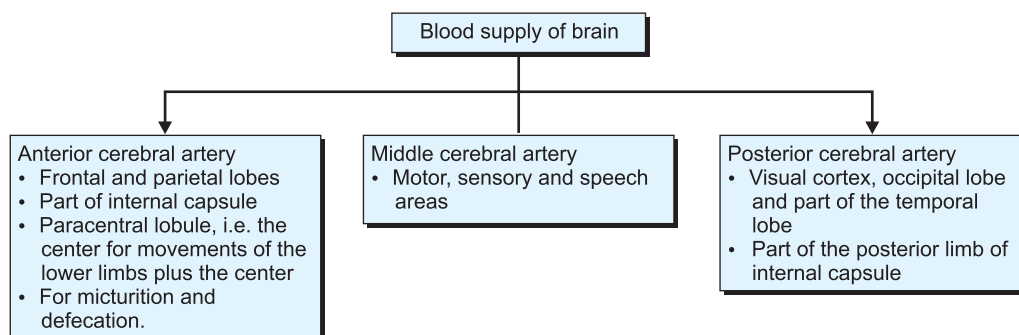 Blood supply of brain
Anterior cerebral artery
• Frontal and parietal lobes
• Part of internal capsule
• Paracentral lobule, i.e. the
center for movements of the
lower limbs plus the center
• For micturition and
defecation.
Middle cerebral artery
• Motor, sensory and speech
areas
Posterior cerebral artery
• Visual cortex, occipital lobe
and part of the temporal
lobe
• Part of the posterior limb of
internal capsule